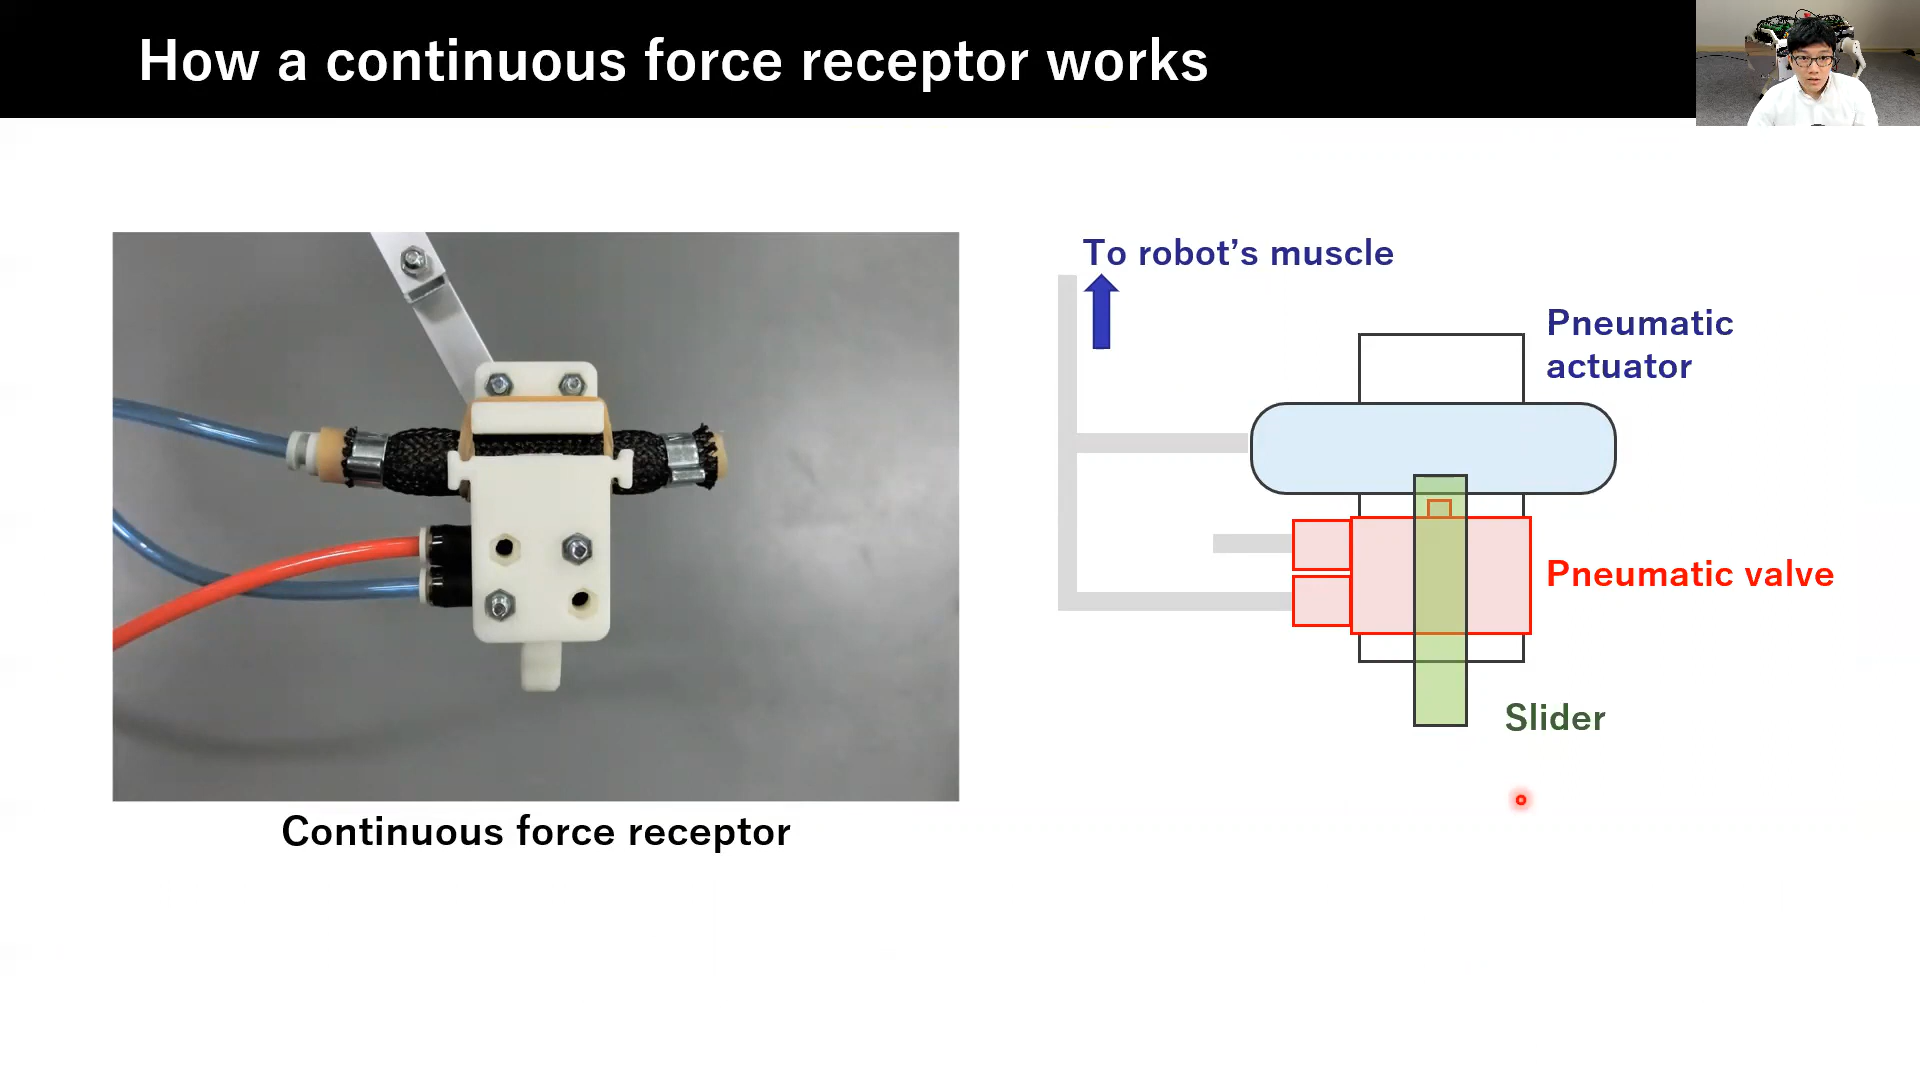 How a continuous force receptor works
To robot’s muscle
Pneumatic
actuator
Pneumatic valve
Slider
Continuous force receptor